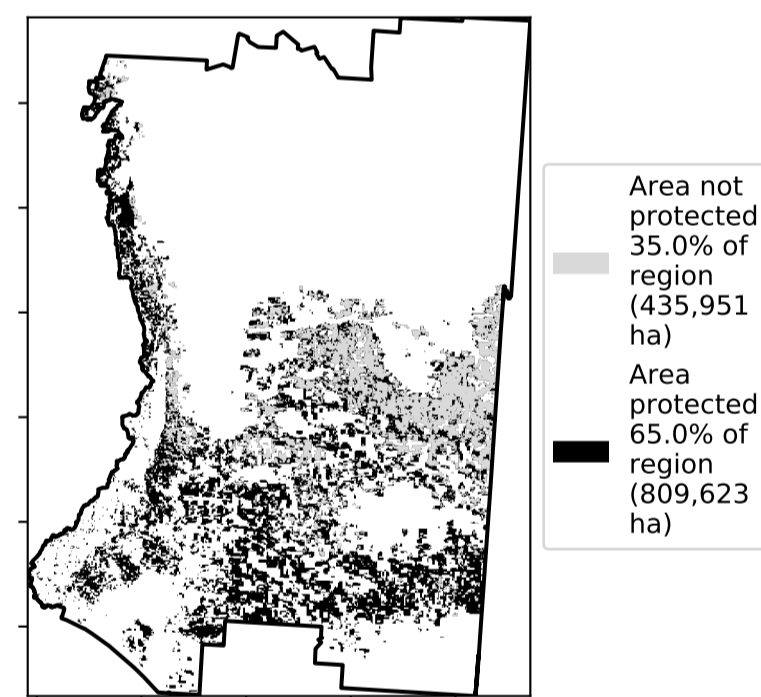 Area not
protected
35.0% of
region
(435,951
ha)
Area
protected
65.0% of
region
(809,623
ha)